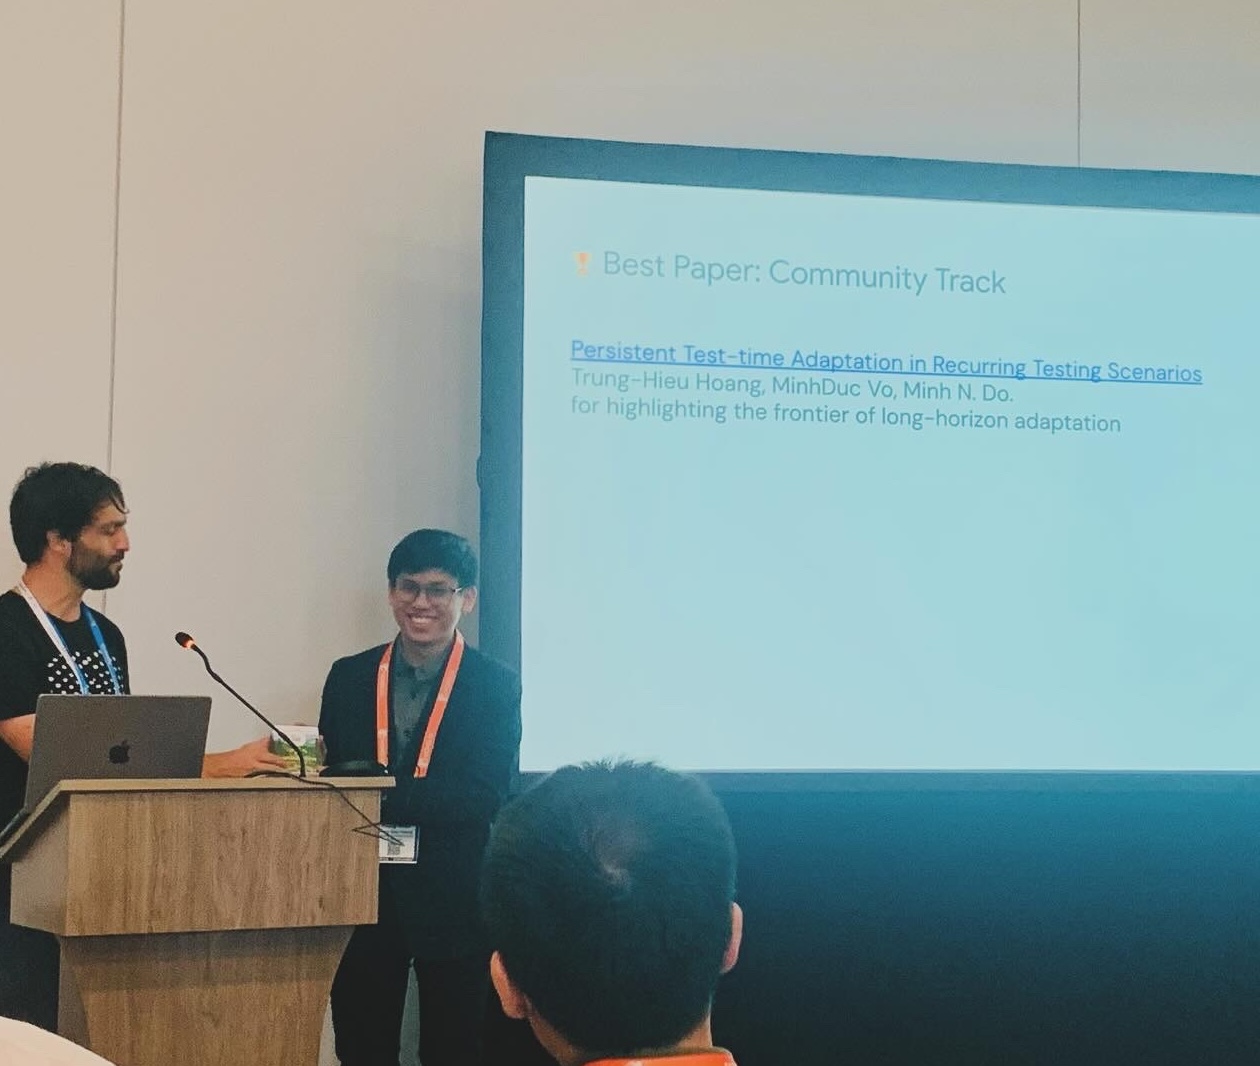 🏆 Best Paper: Community Track
Persistent Test-time Adaptation in Recurring Testing Scenarios
Trung-Hieu Hoang, MinhDuc Vo, Minh N. Do.
for highlighting the frontier of long-horizon adaptation